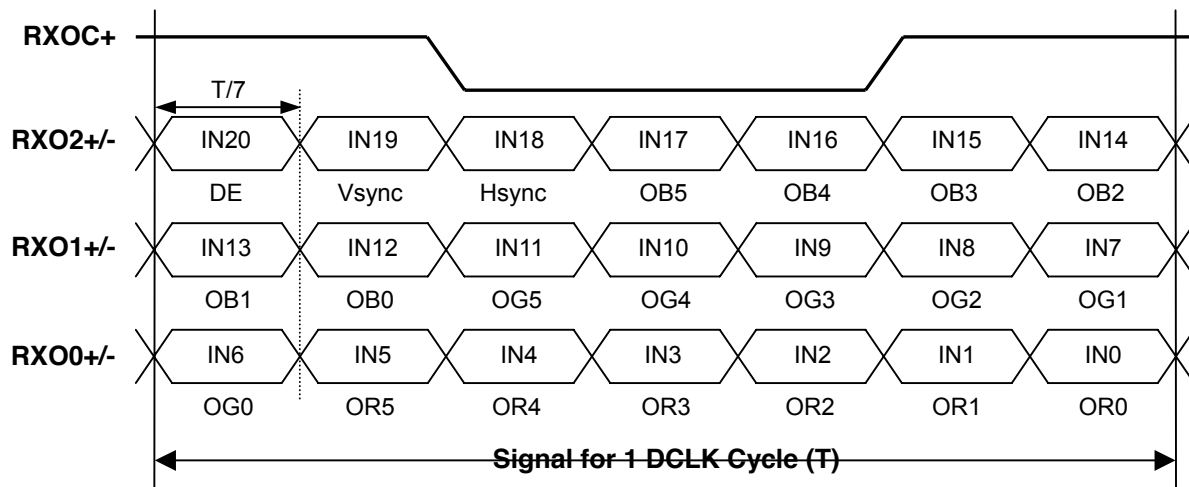 RXOC+
T/7
RXO2+/- IN20 IN19 IN18 IN17 IN16 IN15 IN14
DE Vsync Hsync OB5 OB4 OB3 OB2
RXO1+/- IN13 IN12 IN11 IN10 IN9 IN8 IN7
OB1 OB0 OG5 OG4 OG3 OG2 OG1
RXO0+/- IN6 IN5 IN4 IN3 IN2 IN1 IN0
OG0 OR5 OR4 OR3 OR2 OR1 OR0
Signal for 1 DCLK Cycle (T)